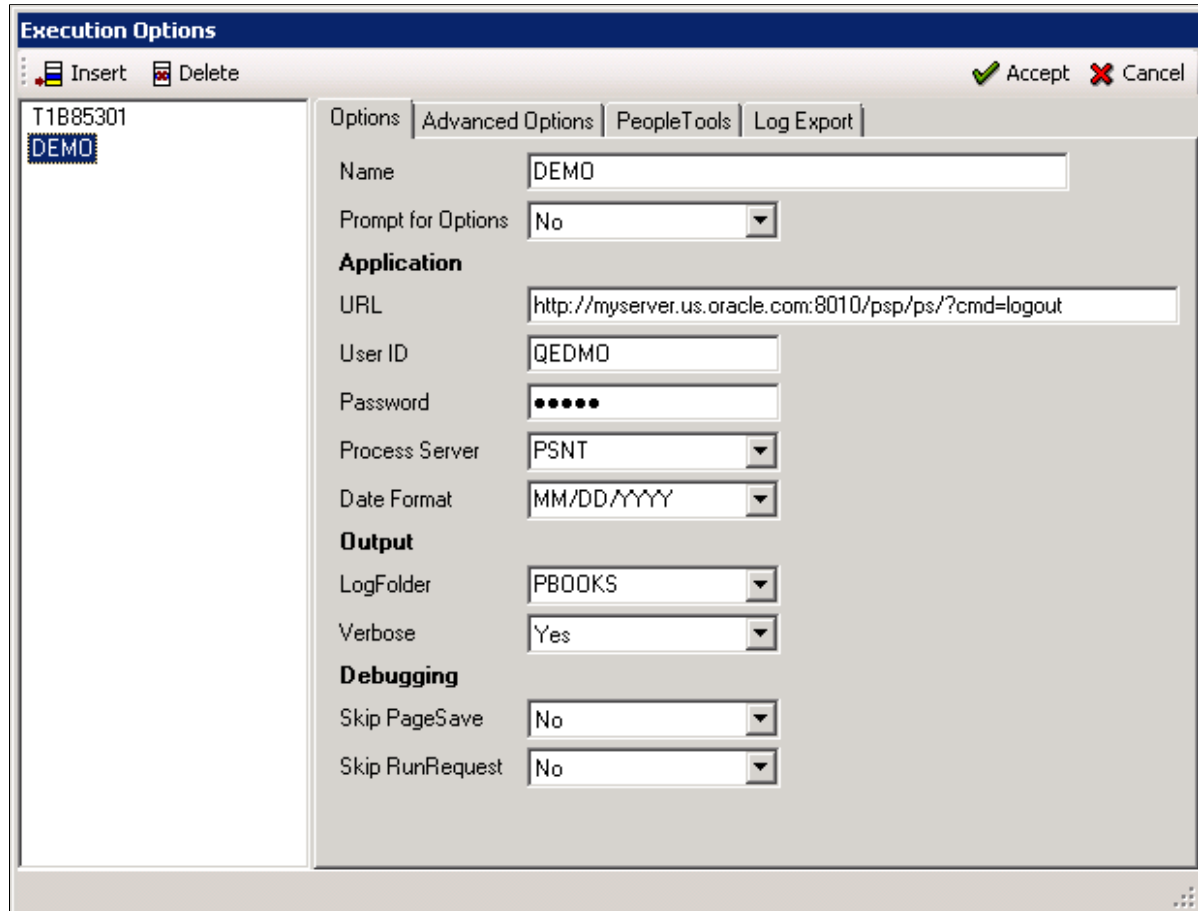 Execution Options
Insert Delete Accept Cancel
T1B85301
DEMO
Options Advanced Options PeopleTools Log Export
Name DEMO
Prompt for Options No
Application
URL http://myserver.us.oracle.com:8010/psp/ps/?cmd=logout
User ID QEDMO
Password •••••
Process Server PSNT
Date Format MM/DD/YYYY
Output
LogFolder PBOOKS
Verbose Yes
Debugging
Skip PageSave No
Skip RunRequest No